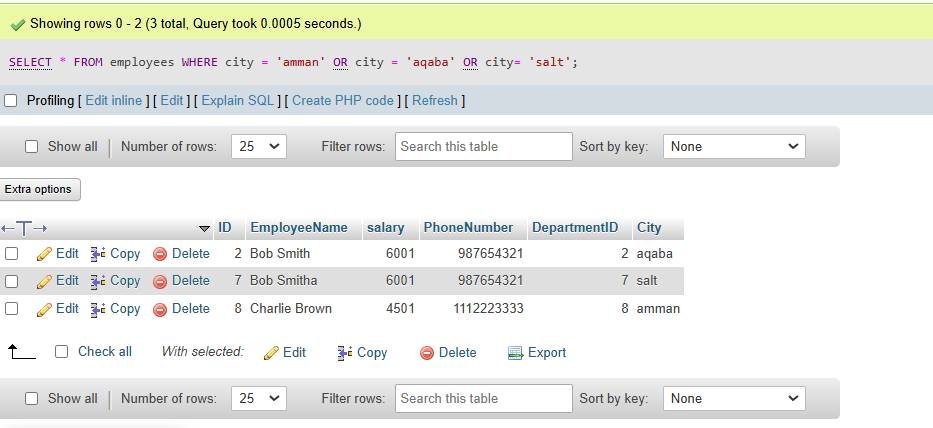 Showing rows 0 - 2 (3 total, Query took 0.0005 seconds.)
SELECT * FROM employees WHERE city = 'amman' OR city = 'aqaba' OR city= 'salt';
Profiling [ Edit inline ] [ Edit ] [ Explain SQL ] [ Create PHP code ] [ Refresh ]
Show all | Number of rows: 25 Filter rows: Search this table Sort by key: None
Extra options
←T→ ID EmployeeName salary PhoneNumber DepartmentID City
Edit Copy Delete 2 Bob Smith 6001 987654321 2 aqaba
Edit Copy Delete 7 Bob Smitha 6001 987654321 7 salt
Edit Copy Delete 8 Charlie Brown 4501 1112223333 8 amman
Check all With selected: Edit Copy Delete Export
Show all | Number of rows: 25 Filter rows: Search this table Sort by key: None